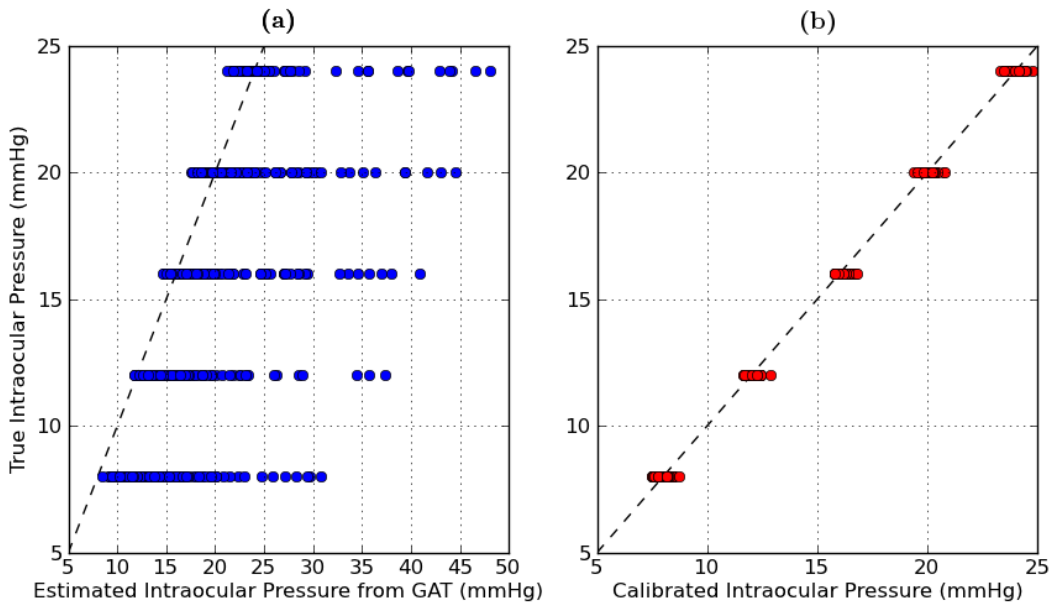 (a)
(b)
True Intraocular Pressure (mmHg)
25
20
15
10
5
5 10 15 20 25 30 35 40 45 50
Estimated Intraocular Pressure from GAT (mmHg)
25
20
15
10
5
5 10 15 20 25
Calibrated Intraocular Pressure (mmHg)